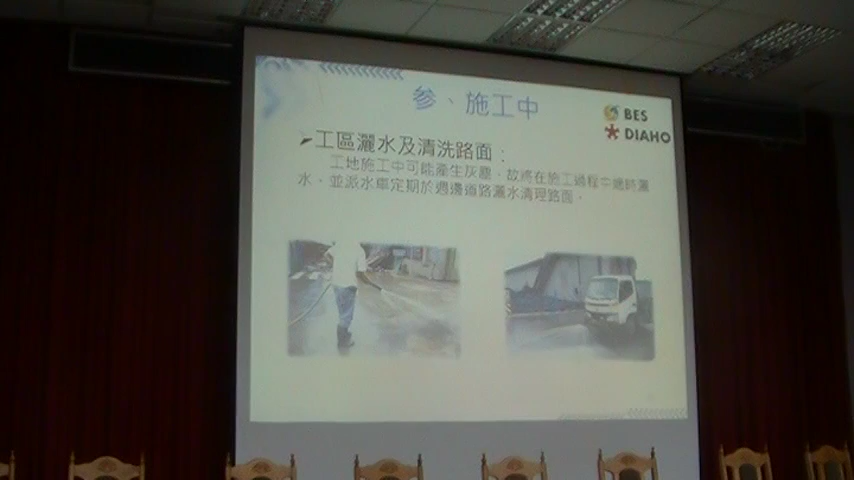 參、施工中
BES
DIAHO
➤工區灑水及清洗路面：
工地施工中可能產生灰塵，故將在施工過程中適時灑
水，並派水車定期於週邊道路灑水清理路面。